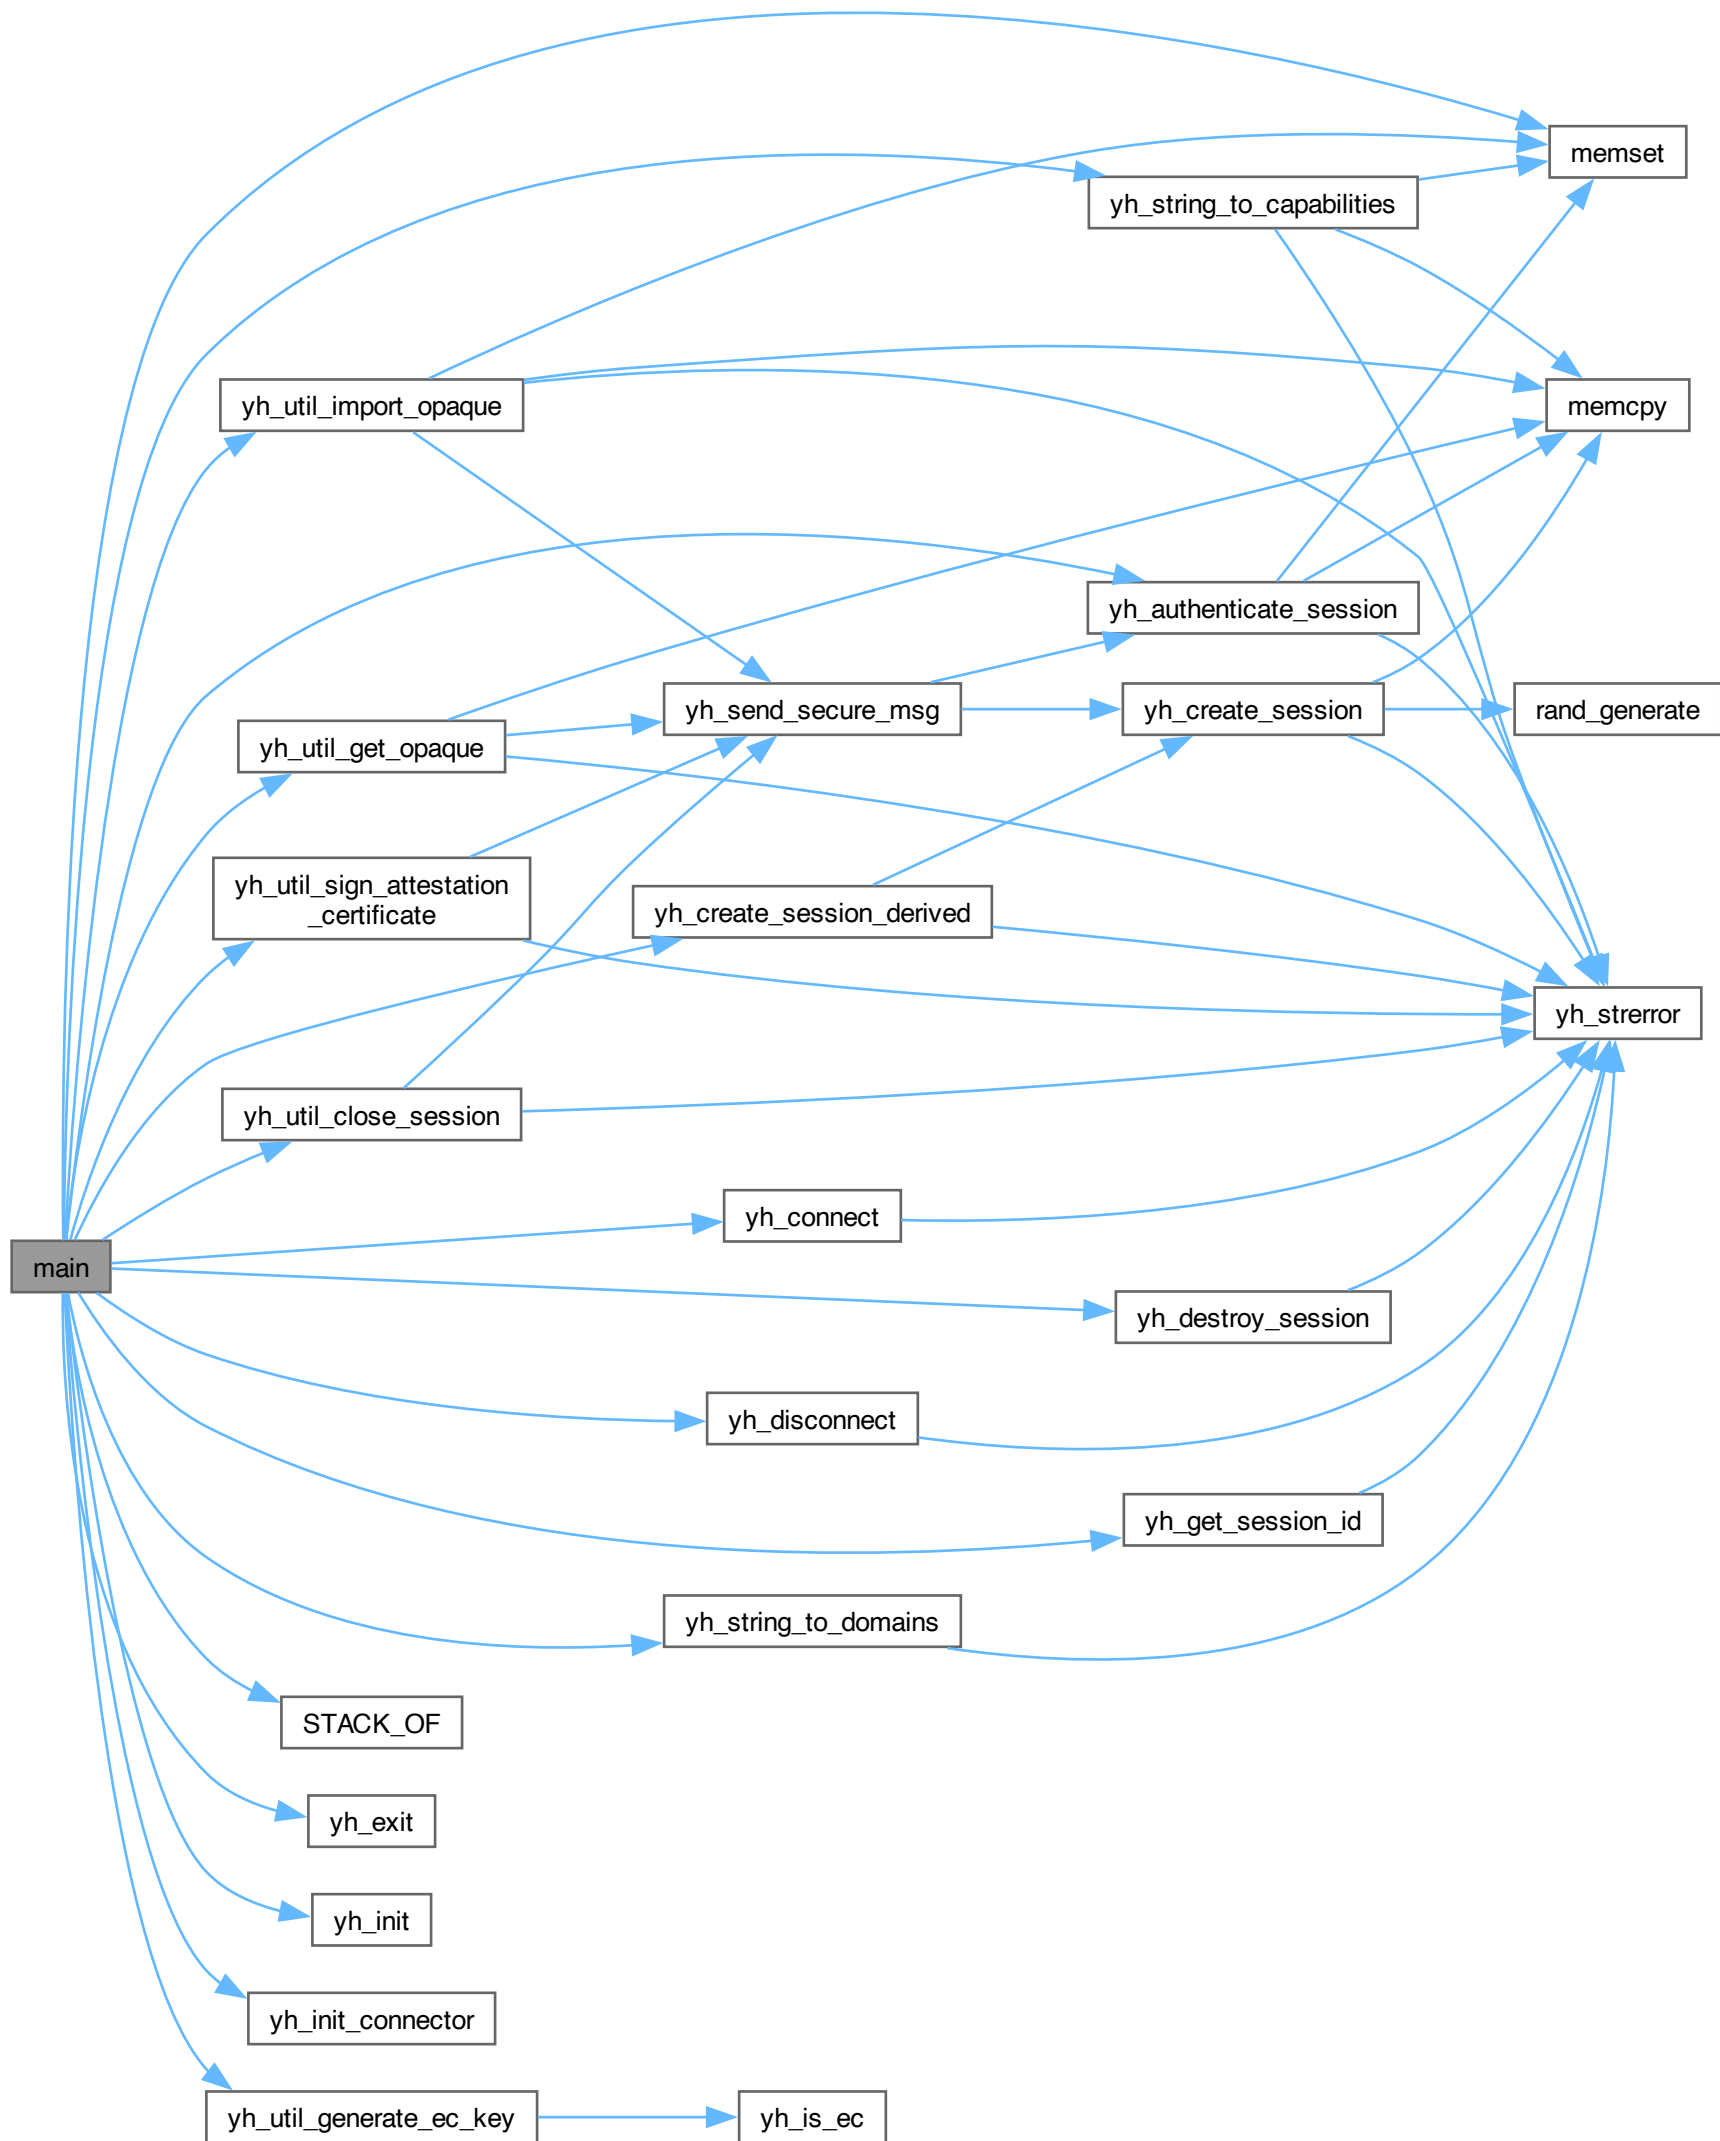 memset
yh_string_to_capabilities
yh_util_import_opaque
memcpy
yh_authenticate_session
yh_send_secure_msg
yh_create_session
rand_generate
yh_util_get_opaque
yh_util_sign_attestation
_certificate
yh_create_session_derived
yh_strerror
yh_util_close_session
yh_connect
main
yh_destroy_session
yh_disconnect
yh_get_session_id
yh_string_to_domains
STACK_OF
yh_exit
yh_init
yh_init_connector
yh_util_generate_ec_key
yh_is_ec